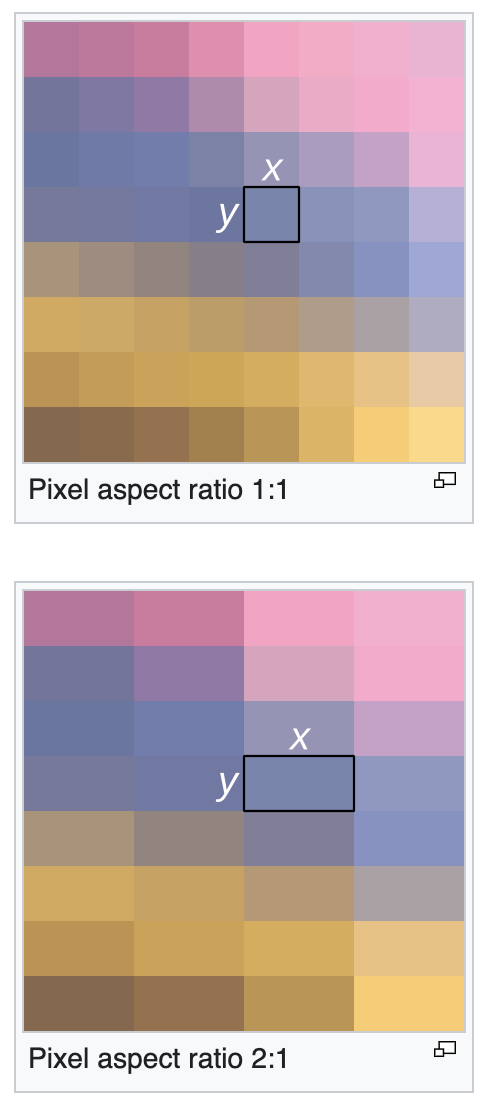 x
y
Pixel aspect ratio 1:1
x
y
Pixel aspect ratio 2:1